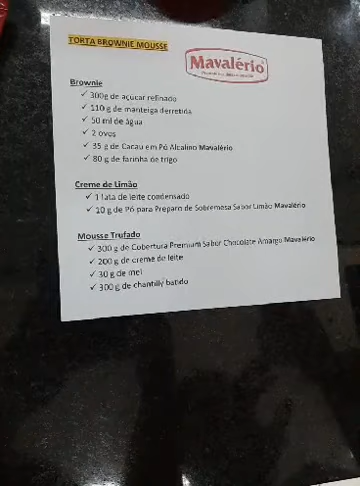 TORTA BROWNIE MOUSSE
Mavalério
Brownie
✓ 300g de açúcar refinado
✓ 110 g de manteiga derretida
✓ 50 ml de água
✓ 2 ovos
✓ 35 g de Cacau em Pó Alcalino Mavalério
✓ 80 g de farinha de trigo
Creme de Limão
✓ 1 lata de leite condensado
✓ 10 g de Pó para Preparo de Sobremesa Sabor Limão Mavalério
Mousse Trufado
✓ 300 g de Cobertura Premium Sabor Chocolate Amargo Mavalério
✓ 200 g de creme de leite
✓ 30 g de mel
✓ 300 g de chantilly batido